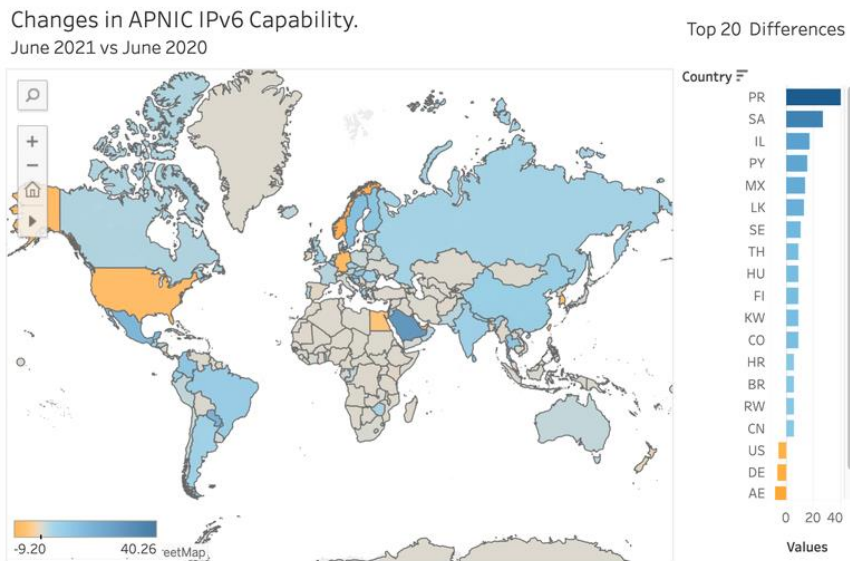 Changes in APNIC IPv6 Capability.
June 2021 vs June 2020
Top 20 Differences
Country
PR
SA
IL
PY
MX
LK
SE
TH
HU
FI
KW
CO
HR
BR
RW
CN
US
DE
AE
0 20 40
Values
-9.20 40.26
eetMap